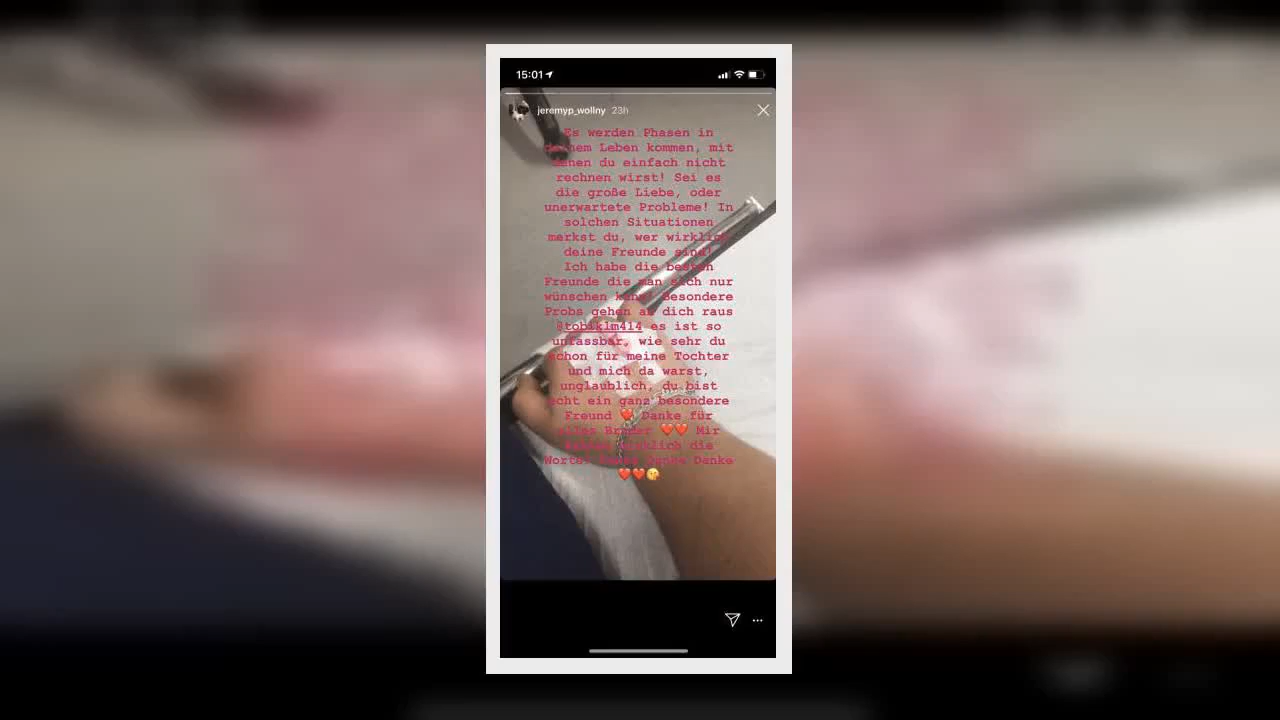 15:01
jeremyp_wollny 23h
Es werden Phasen in
deinem Leben kommen, mit
denen du einfach nicht
rechnen wirst! Sei es
die große Liebe, oder
unerwartete Probleme! In
solchen Situationen
merkst du, wer wirklich
deine Freunde sind!
Ich habe die besten
Freunde die man sich nur
wünschen kann! Besondere
Probs gehen an dich raus
@tobiklm414 es ist so
unfassbar, wie sehr du
schon für meine Tochter
und mich da warst,
unglaublich, du bist
echt ein ganz besondere
Freund ❤️ Danke für
alles Bruder ❤️❤️ Mir
wirklich die
Worte! Danke Danke Danke
❤️❤️😘